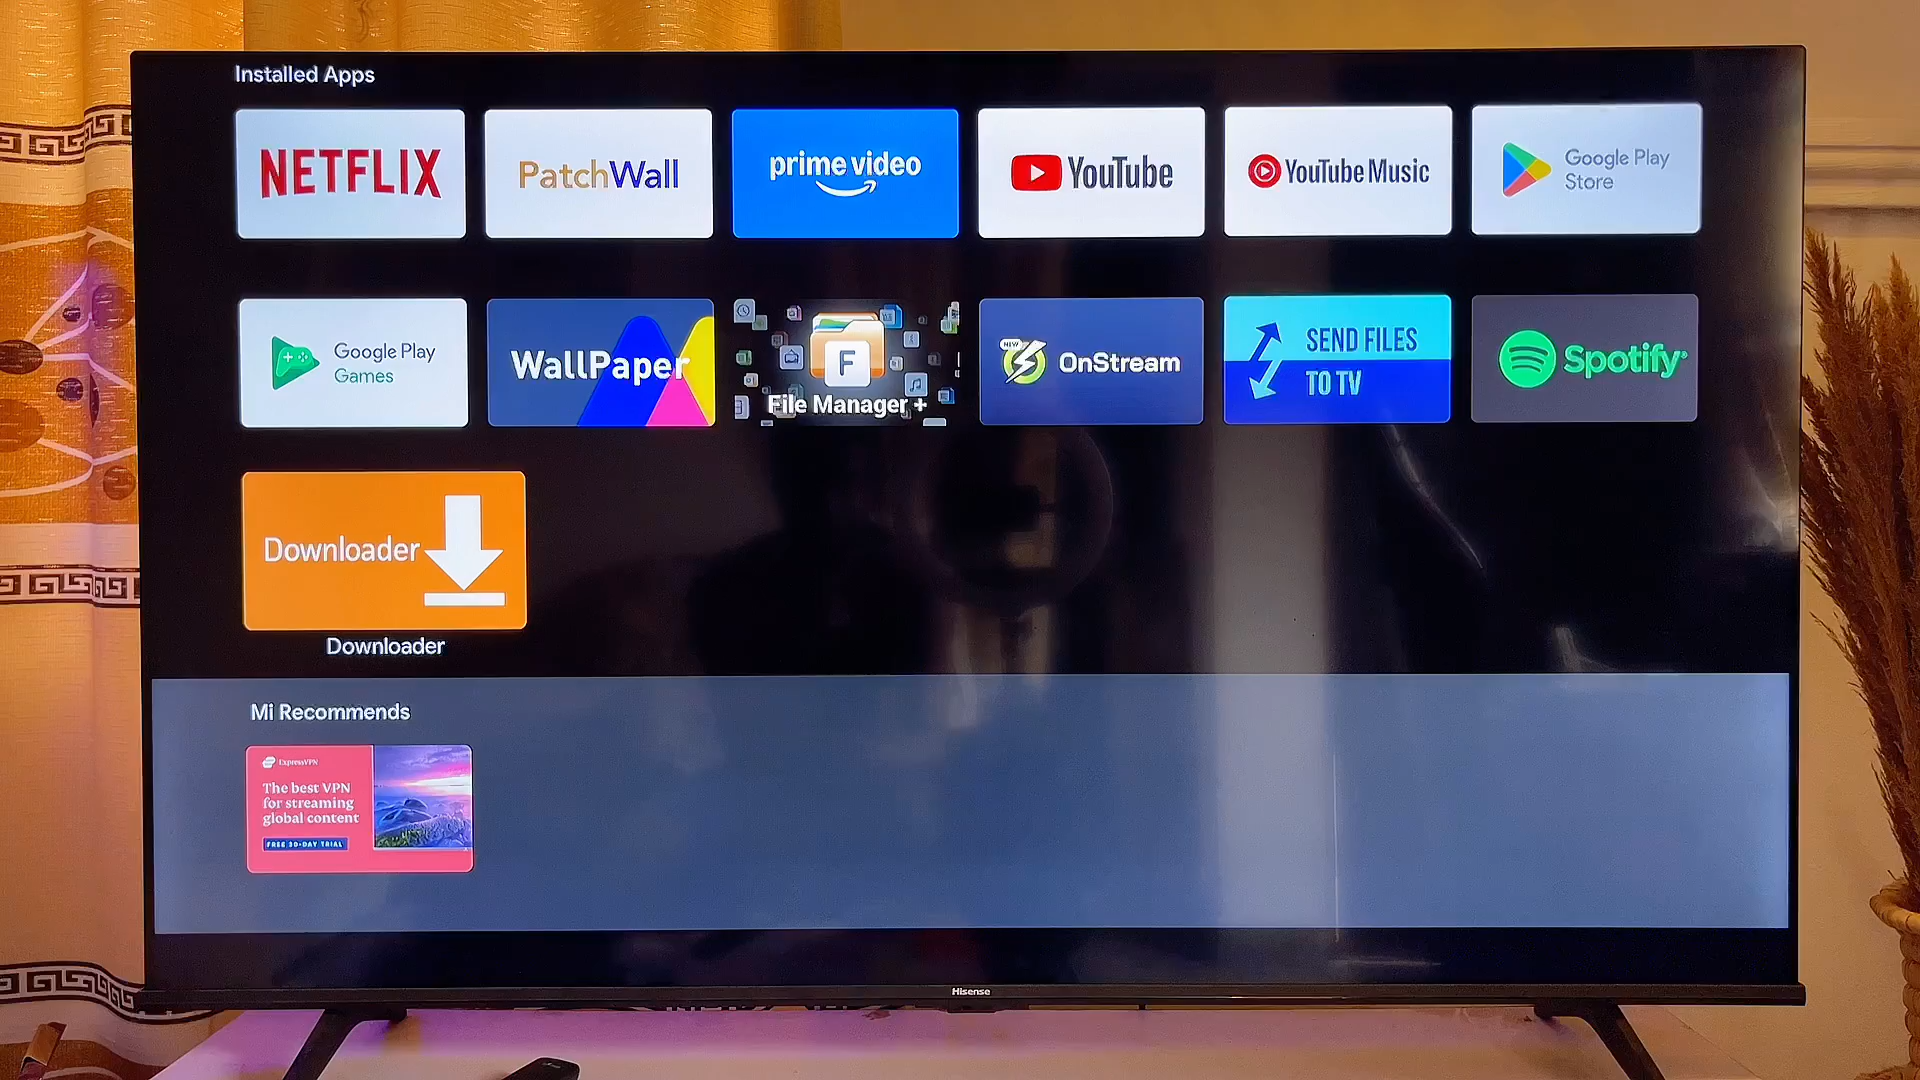 Installed Apps
NETFLIX
PatchWall
prime video
YouTube
YouTube Music
Google Play
Store
Google Play
Games
WallPaper
F
File Manager +
NEW
OnStream
SEND FILES
TO TV
Spotify
Downloader
Downloader
Mi Recommends
ExpressVPN
The best VPN
for streaming
global content
FREE 30-DAY TRIAL
Hisense